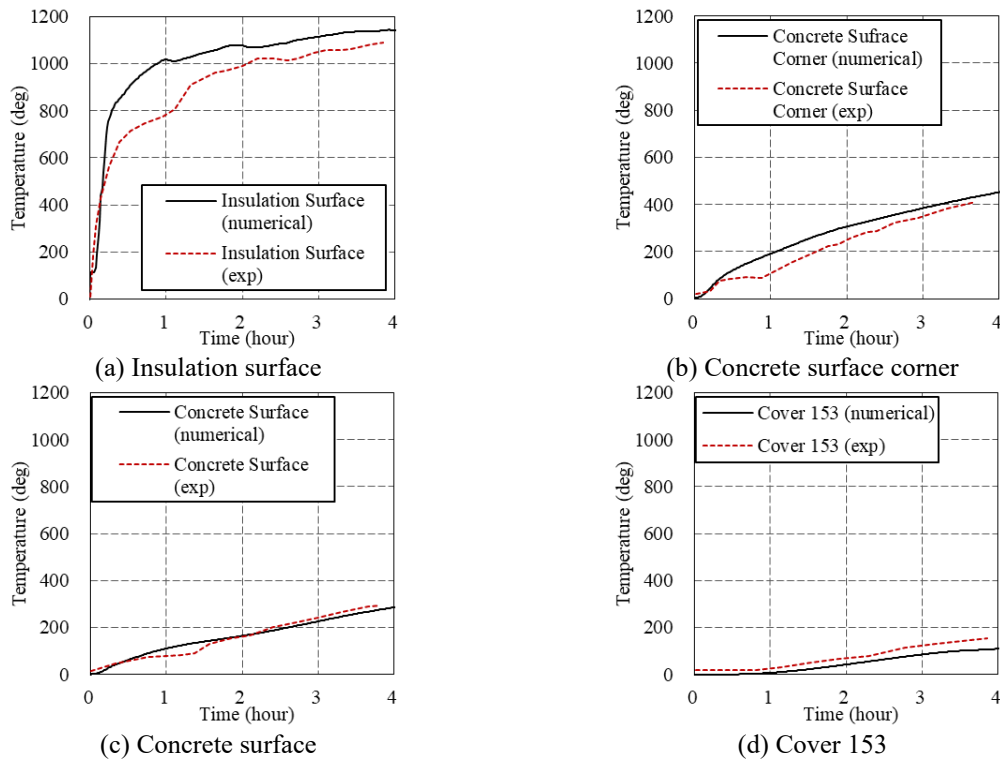 1200
1000
800
600
400
200
0
Temperature (deg)
Insulation Surface
(numerical)
Insulation Surface
(exp)
0 1 2 3 4
Time (hour)
(a) Insulation surface
1200
1000
800
600
400
200
0
Temperature (deg)
Concrete Sufrace
Corner (numerical)
Concrete Surface
Corner (exp)
0 1 2 3 4
Time (hour)
(b) Concrete surface corner
1200
1000
800
600
400
200
0
Temperature (deg)
Concrete Surface
(numerical)
Concrete Surface
(exp)
0 1 2 3 4
Time (hour)
(c) Concrete surface
1200
1000
800
600
400
200
0
Temperature (deg)
Cover 153 (numerical)
Cover 153 (exp)
0 1 2 3 4
Time (hour)
(d) Cover 153